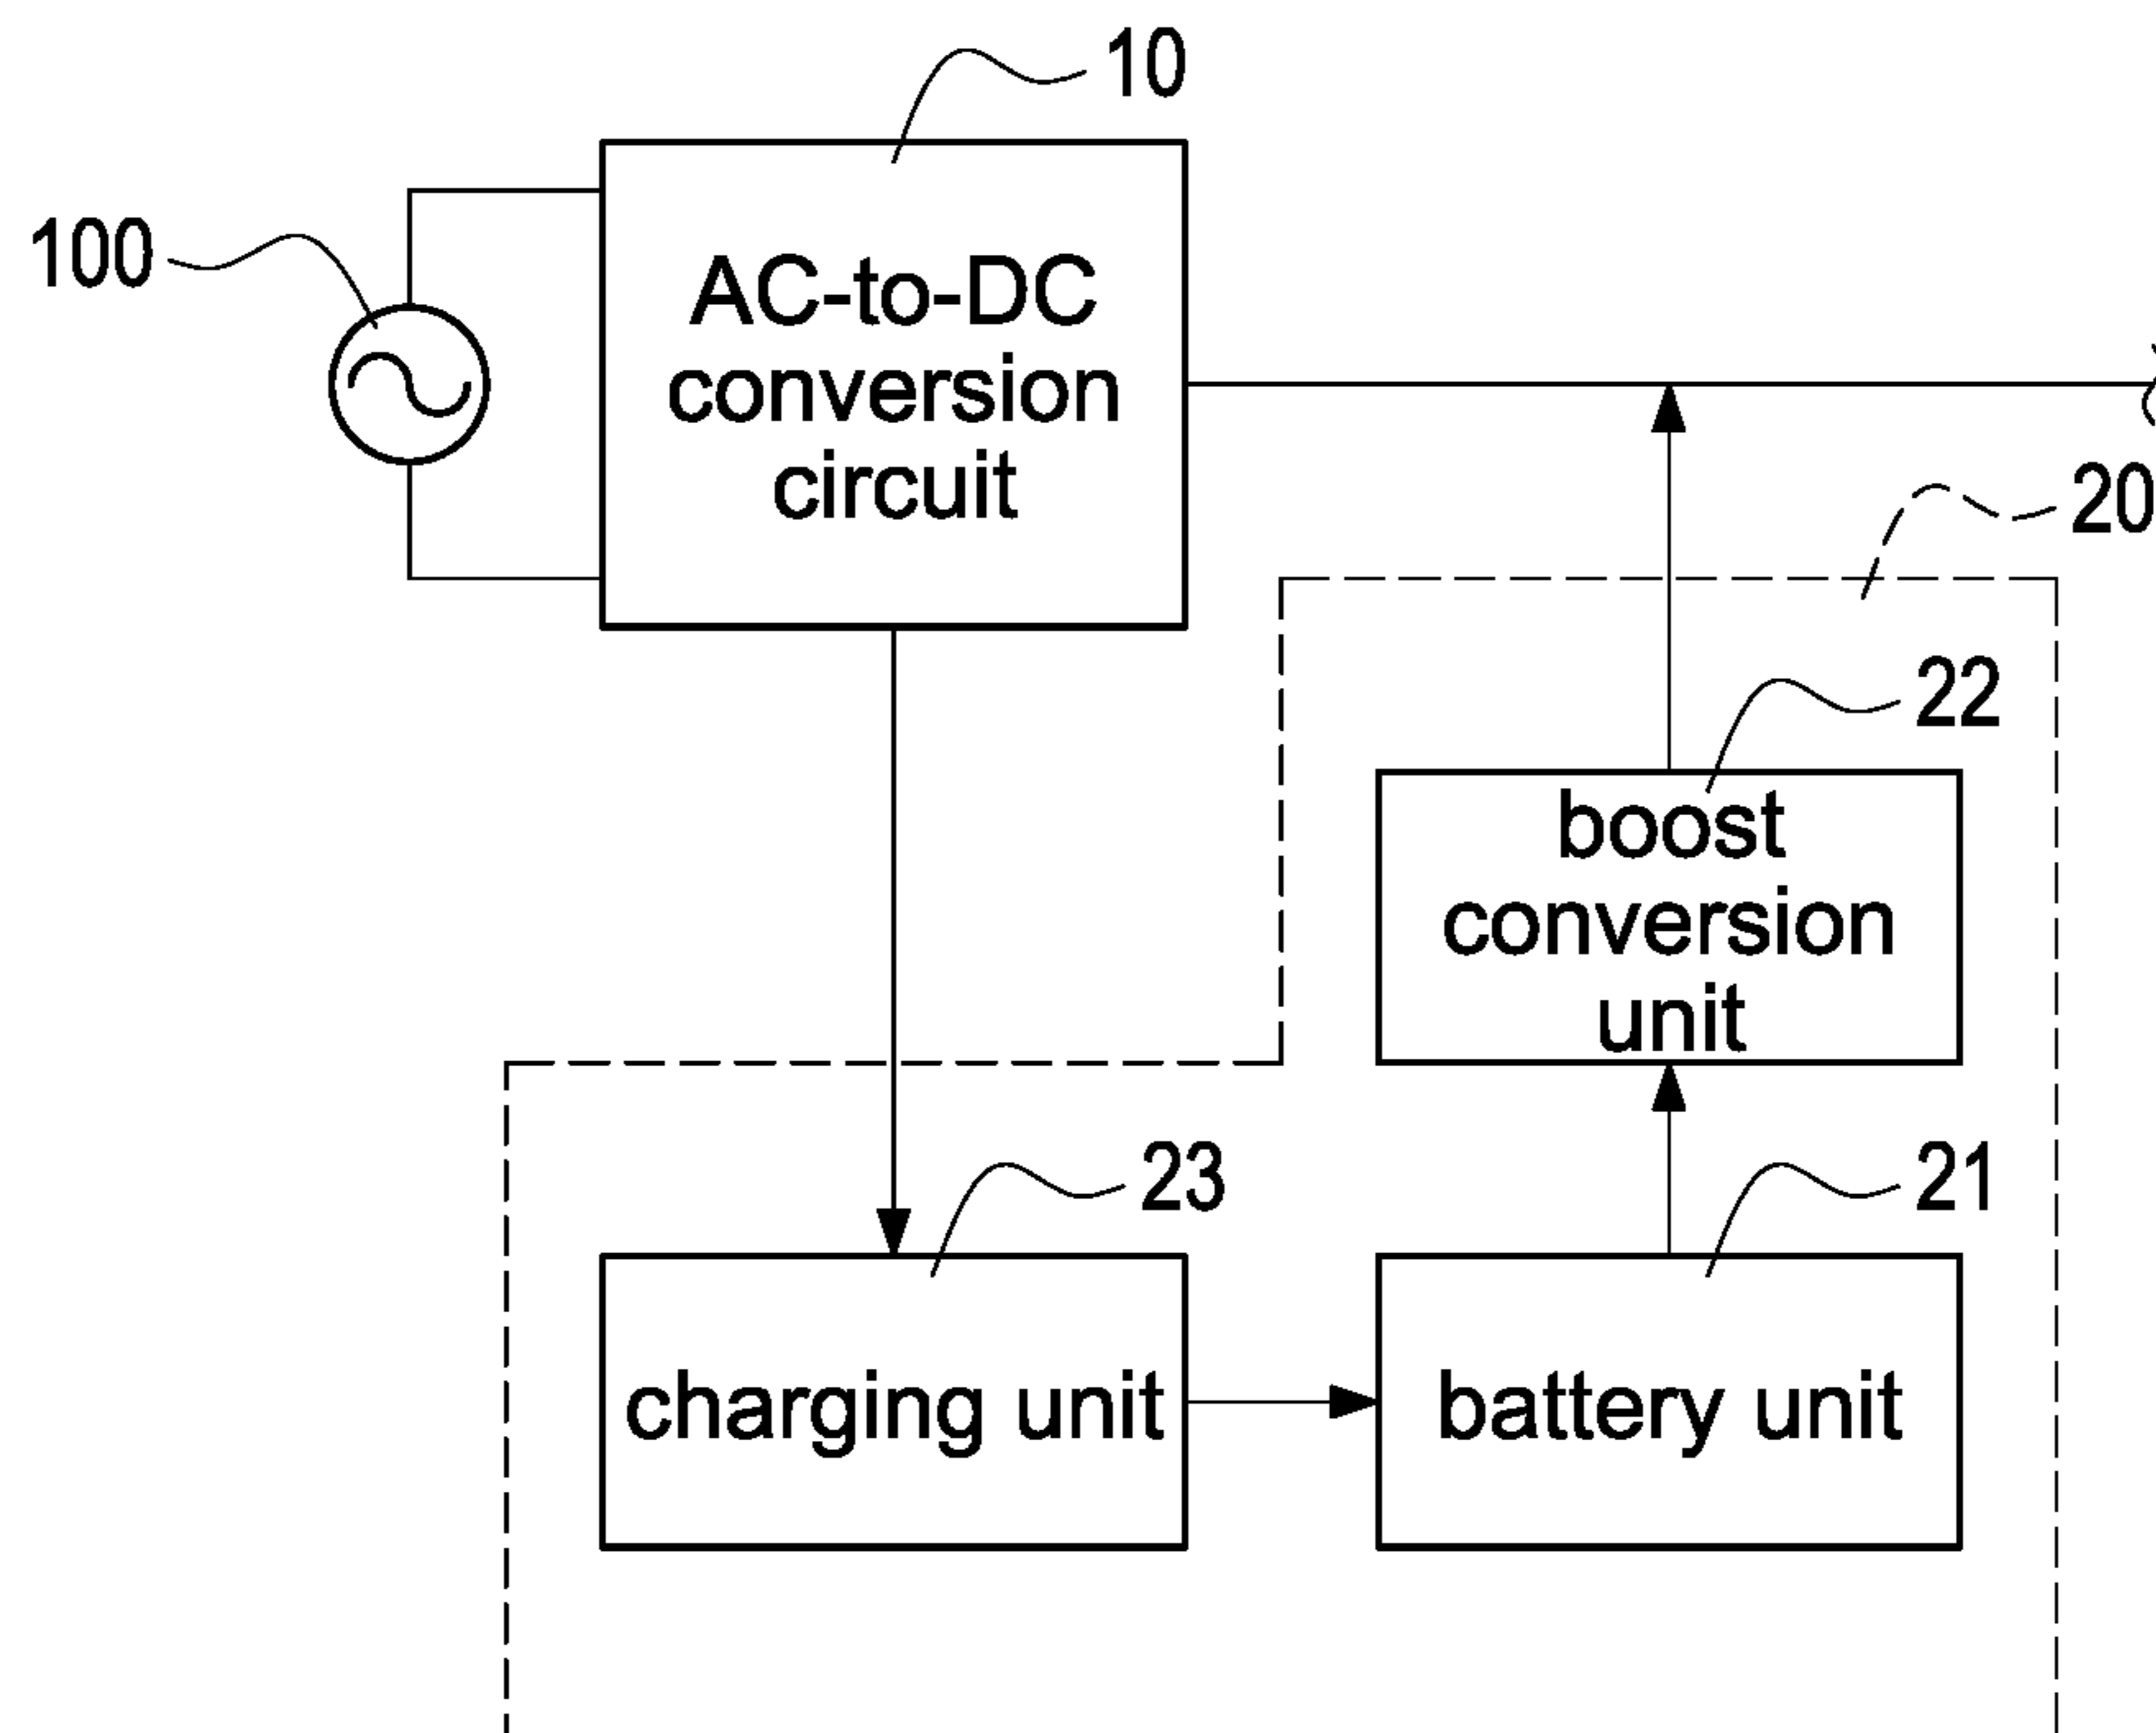 10
100
AC-to-DC
conversion
circuit
20
22
boost
conversion
unit
23
21
charging unit
battery unit